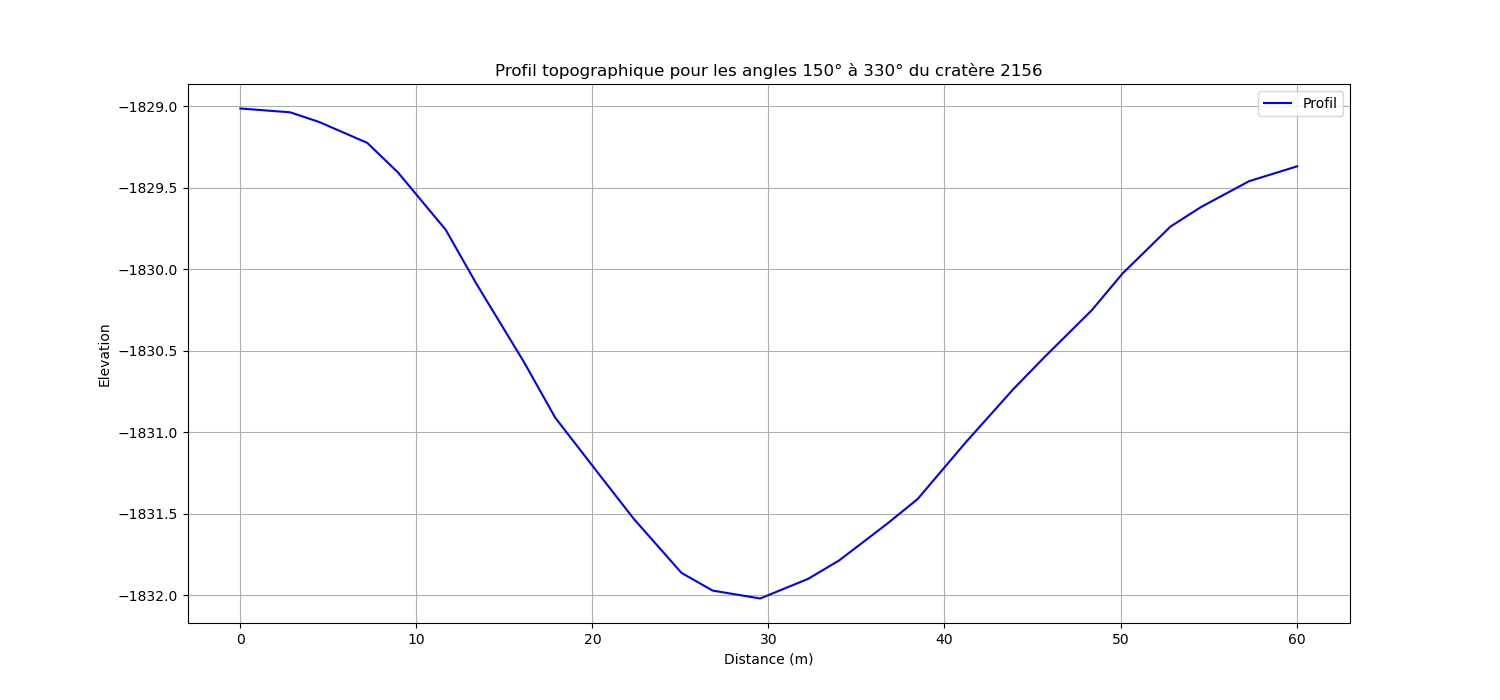 Profil topographique pour les angles 150° à 330° du cratère 2156
Profil
−1829.0
−1829.5
−1830.0
−1830.5
−1831.0
−1831.5
−1832.0
Elevation
0 10 20 30 40 50 60
Distance (m)